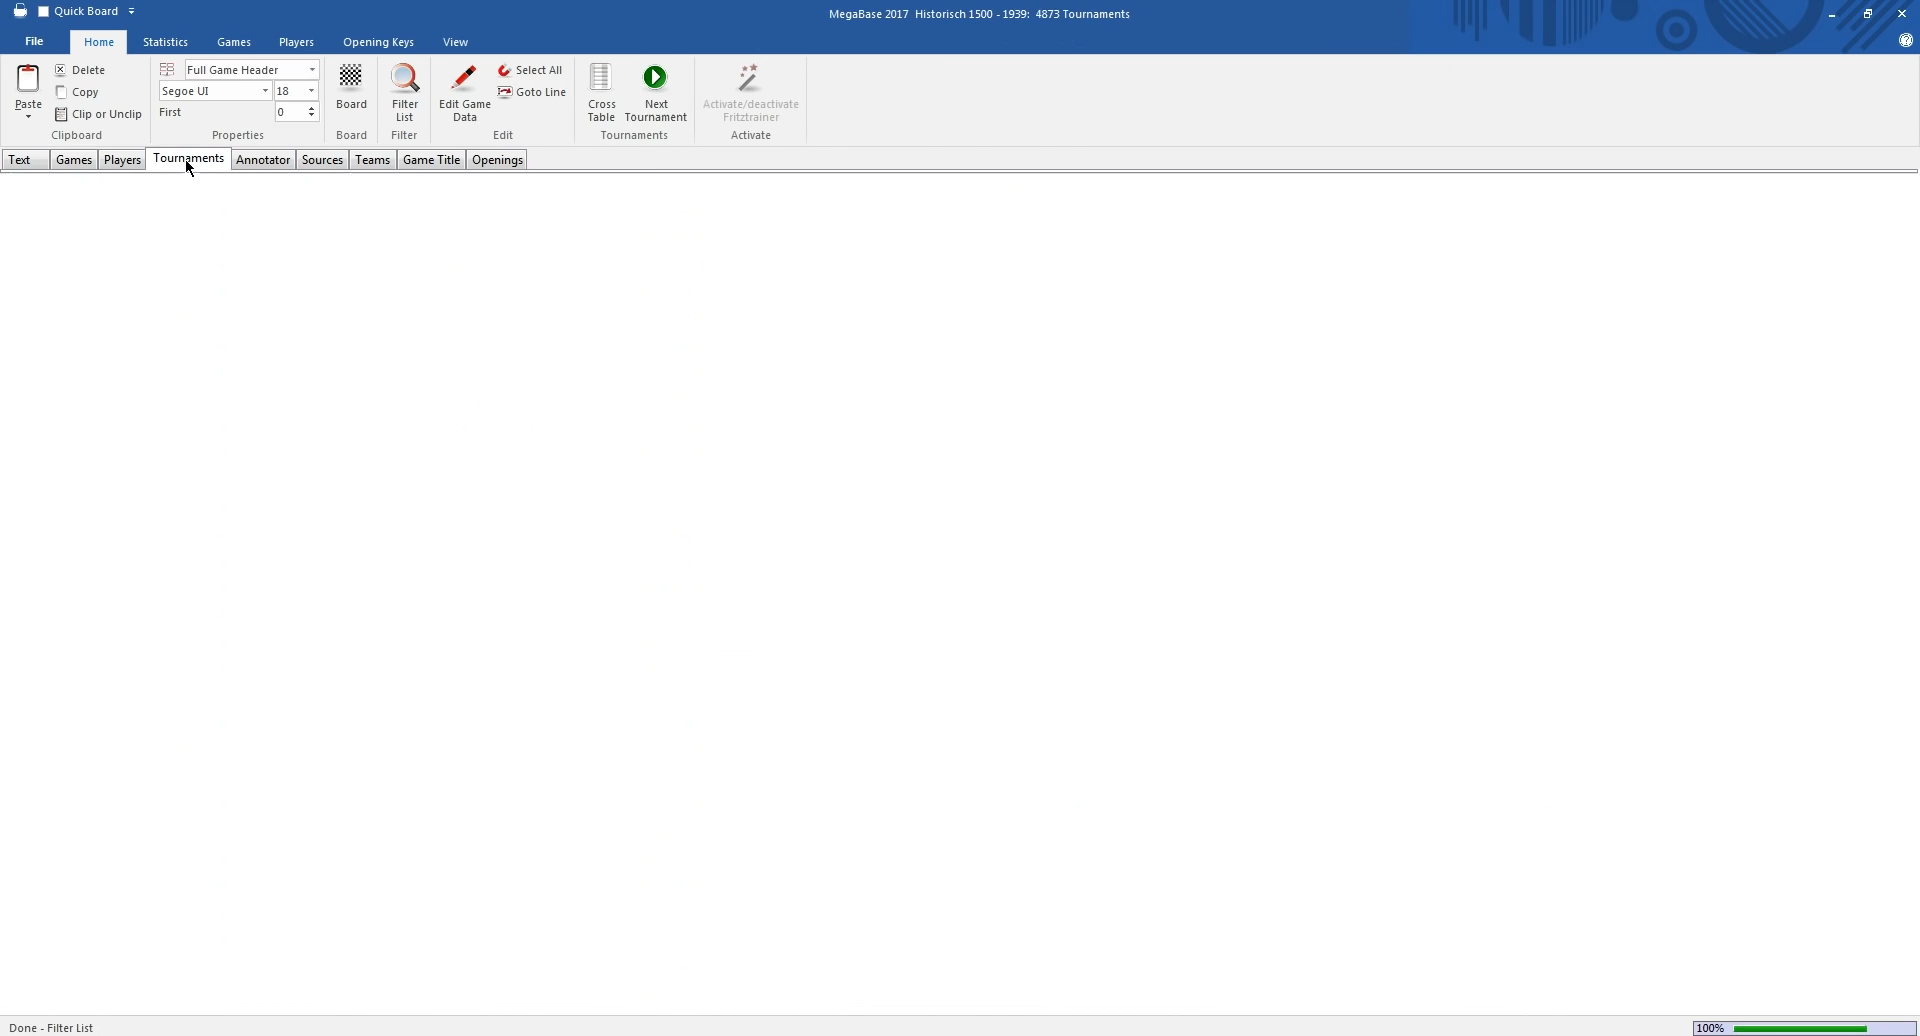 Quick Board
MegaBase 2017 Historisch 1500 - 1939: 4873 Tournaments
File Home Statistics Games Players Opening Keys View
Paste
Delete
Copy
Clip or Unclip
Clipboard
Full Game Header
Segoe UI 18
First 0
Properties
Board
Board
Filter
List
Filter
Edit Game
Data
Select All
Goto Line
Edit
Cross
Table
Next
Tournament
Tournaments
Activate/deactivate
Fritztrainer
Activate
Text Games Players Tournaments Annotator Sources Teams Game Title Openings
Done - Filter List
100%